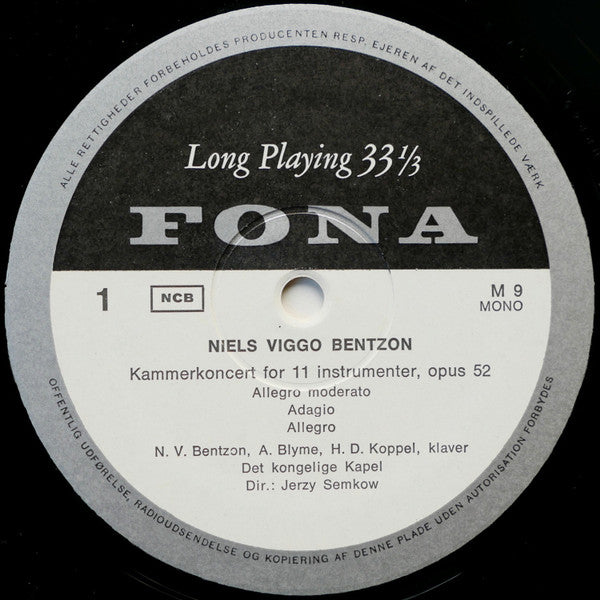 ALLE RETTIGHEDER FORBEHOLDES PRODUCENTEN RESP. EJEREN AF DET INDSPILLEDE VÆRK
Long Playing 33 1/3
FONA
1 NCB M 9
MONO
NIELS VIGGO BENTZON
Kammerkoncert for 11 instrumenter, opus 52
Allegro moderato
Adagio
Allegro
N. V. Bentzon, A. Blyme, H. D. Koppel, klaver
Det kongelige Kapel
Dir.: Jerzy Semkow
OFFENTLIG UDFØRELSE, RADIOUDSENDELSE OG KOPIERING AF DENNE PLADE UDEN AUTORISATION FORBYDES